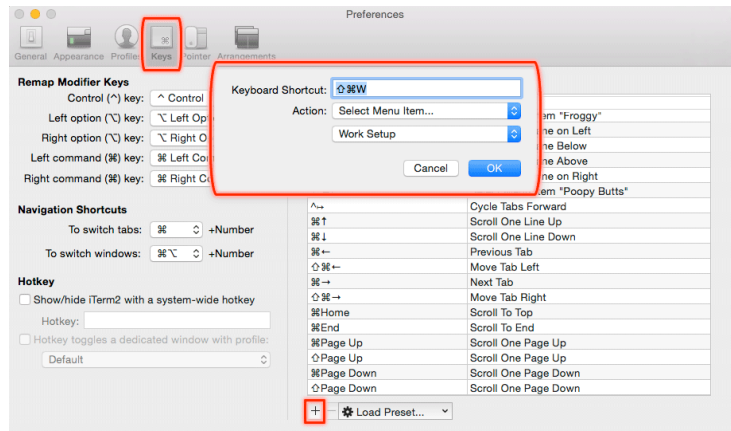 Preferences
General Appearance Profiles Keys Pointer Arrangements
Remap Modifier Keys
Control (^) key: ^ Control
Left option (⌥) key: ⌥ Left Opt
Right option (⌥) key: ⌥ Right O
Left command (⌘) key: ⌘ Left Com
Right command (⌘) key: ⌘ Right Co
Navigation Shortcuts
To switch tabs: ⌘ +Number
To switch windows: ⌘⌥ +Number
Hotkey
Show/hide iTerm2 with a system-wide hotkey
Hotkey:
Hotkey toggles a dedicated window with profile:
Default
Keyboard Shortcut: ⇧⌘W
Action: Select Menu Item...
Work Setup
Cancel OK
em "Froggy"
ne on Left
ne Below
ne Above
ne on Right
em "Poopy Butts"
^⇥ Cycle Tabs Forward
⌘↑ Scroll One Line Up
⌘↓ Scroll One Line Down
⌘← Previous Tab
⇧⌘← Move Tab Left
⌘→ Next Tab
⇧⌘→ Move Tab Right
⌘Home Scroll To Top
⌘End Scroll To End
⌘Page Up Scroll One Page Up
⇧Page Up Scroll One Page Up
⌘Page Down Scroll One Page Down
⇧Page Down Scroll One Page Down
+ − Load Preset...